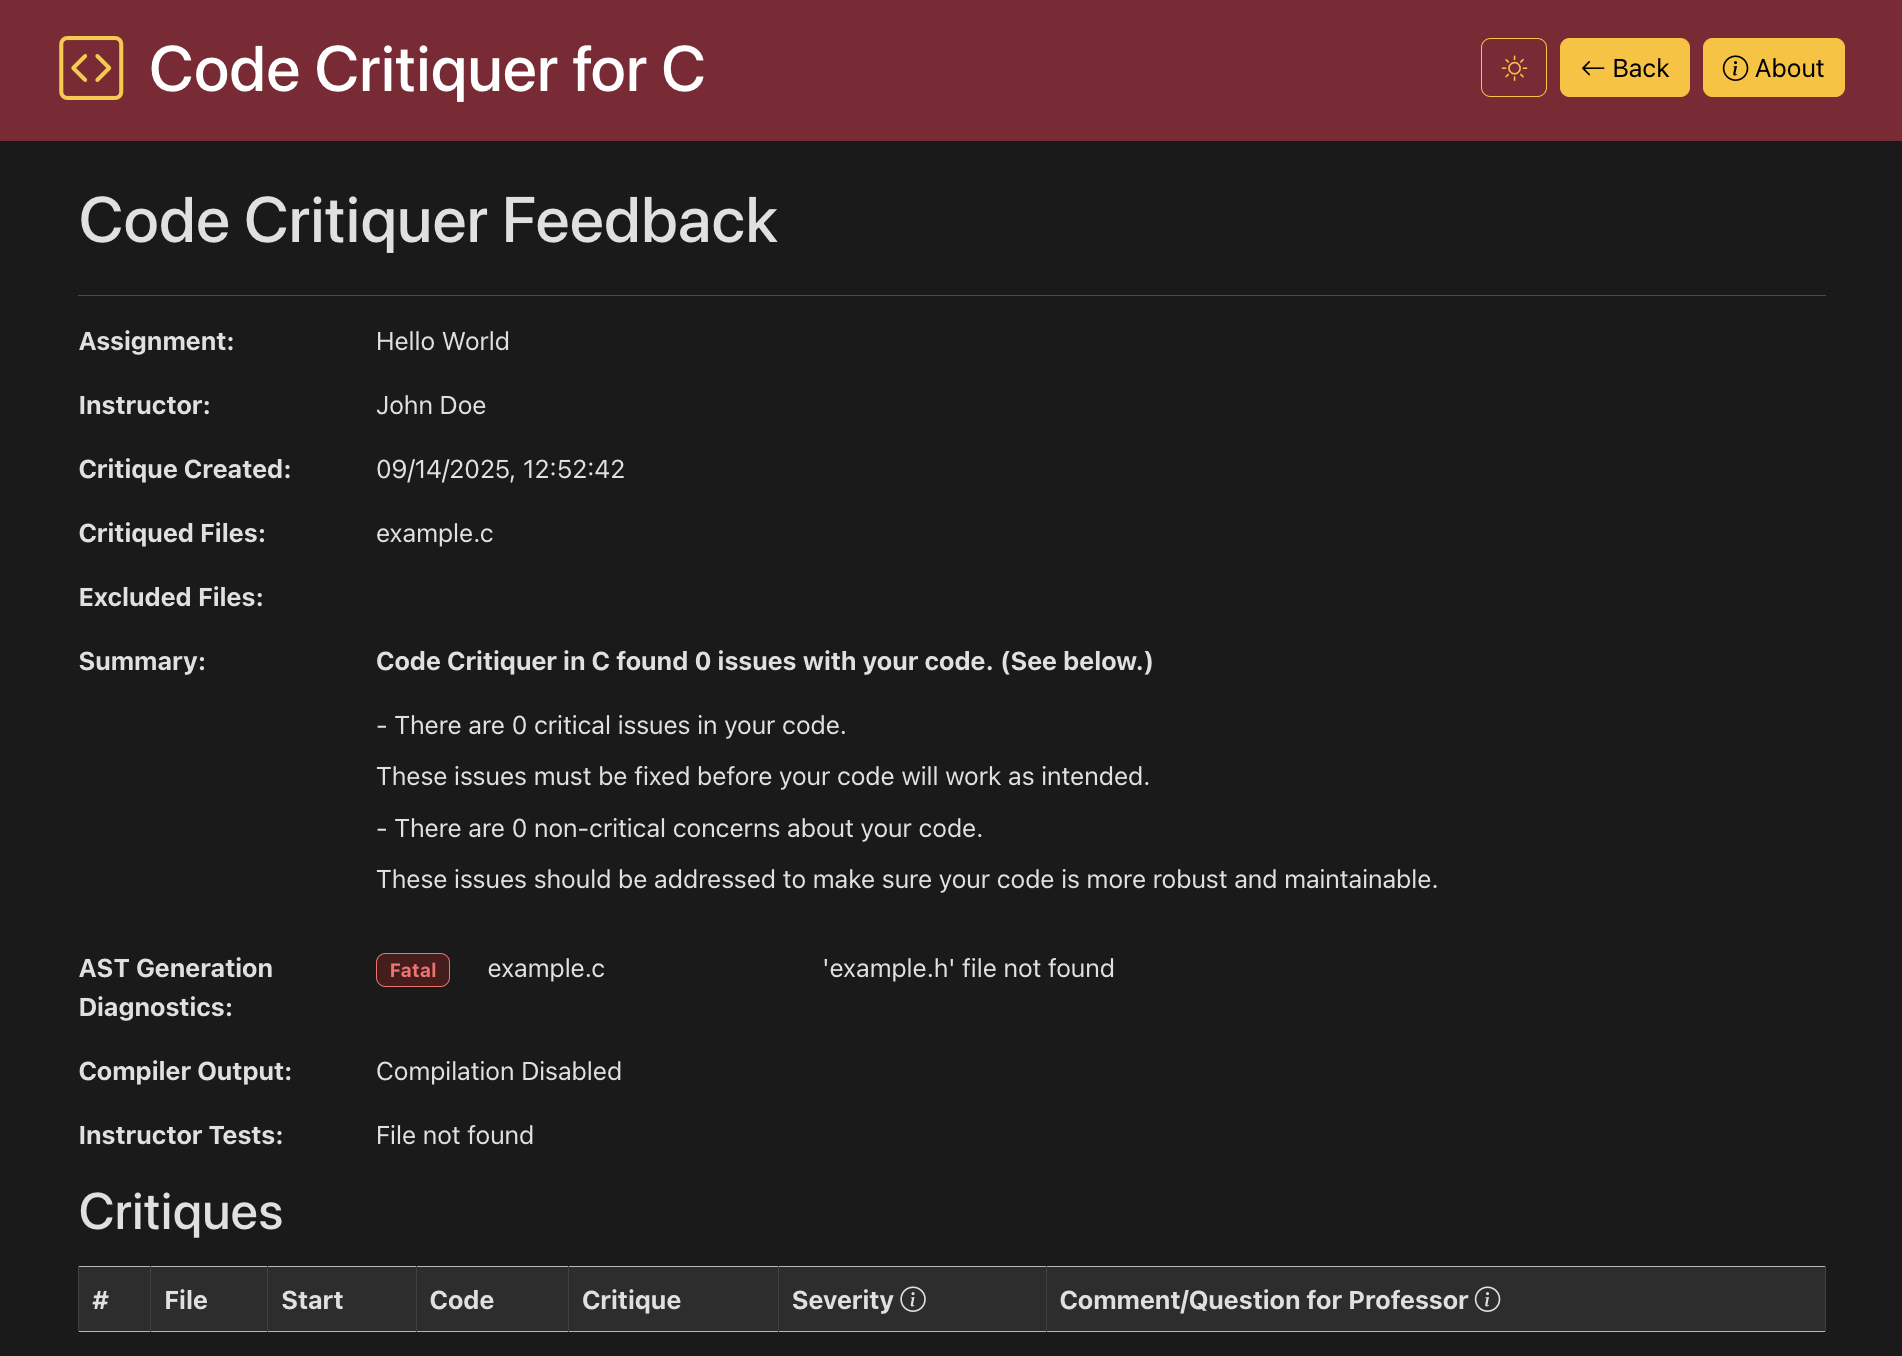 Code Critiquer for C
← Back
About
Code Critiquer Feedback
Assignment: Hello World
Instructor: John Doe
Critique Created: 09/14/2025, 12:52:42
Critiqued Files: example.c
Excluded Files:
Summary: Code Critiquer in C found 0 issues with your code. (See below.)
- There are 0 critical issues in your code.
These issues must be fixed before your code will work as intended.
- There are 0 non-critical concerns about your code.
These issues should be addressed to make sure your code is more robust and maintainable.
AST Generation Diagnostics: Fatal example.c 'example.h' file not found
Compiler Output: Compilation Disabled
Instructor Tests: File not found
Critiques
# File Start Code Critique Severity Comment/Question for Professor